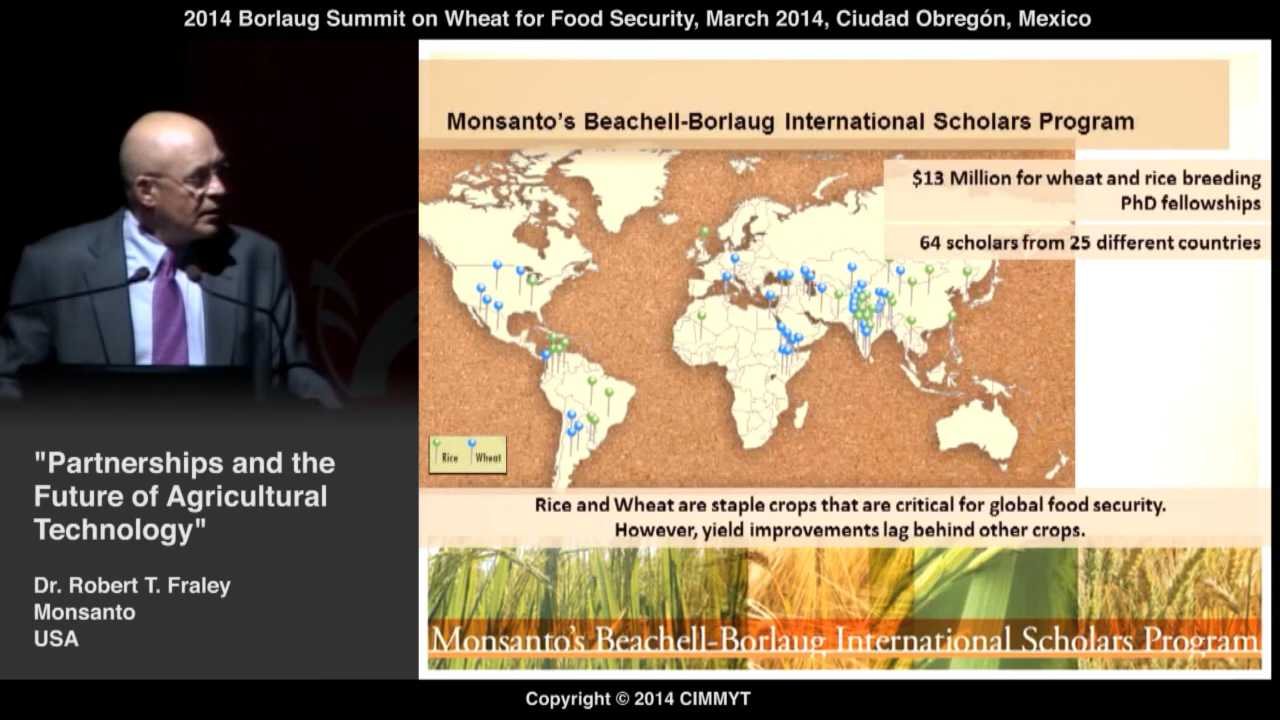 2014 Borlaug Summit on Wheat for Food Security, March 2014, Ciudad Obregón, Mexico
Monsanto's Beachell-Borlaug International Scholars Program
$13 Million for wheat and rice breeding
PhD fellowships
64 scholars from 25 different countries
Rice Wheat
Rice and Wheat are staple crops that are critical for global food security.
However, yield improvements lag behind other crops.
Monsanto's Beachell-Borlaug International Scholars Program
"Partnerships and the
Future of Agricultural
Technology"
Dr. Robert T. Fraley
Monsanto
USA
Copyright © 2014 CIMMYT